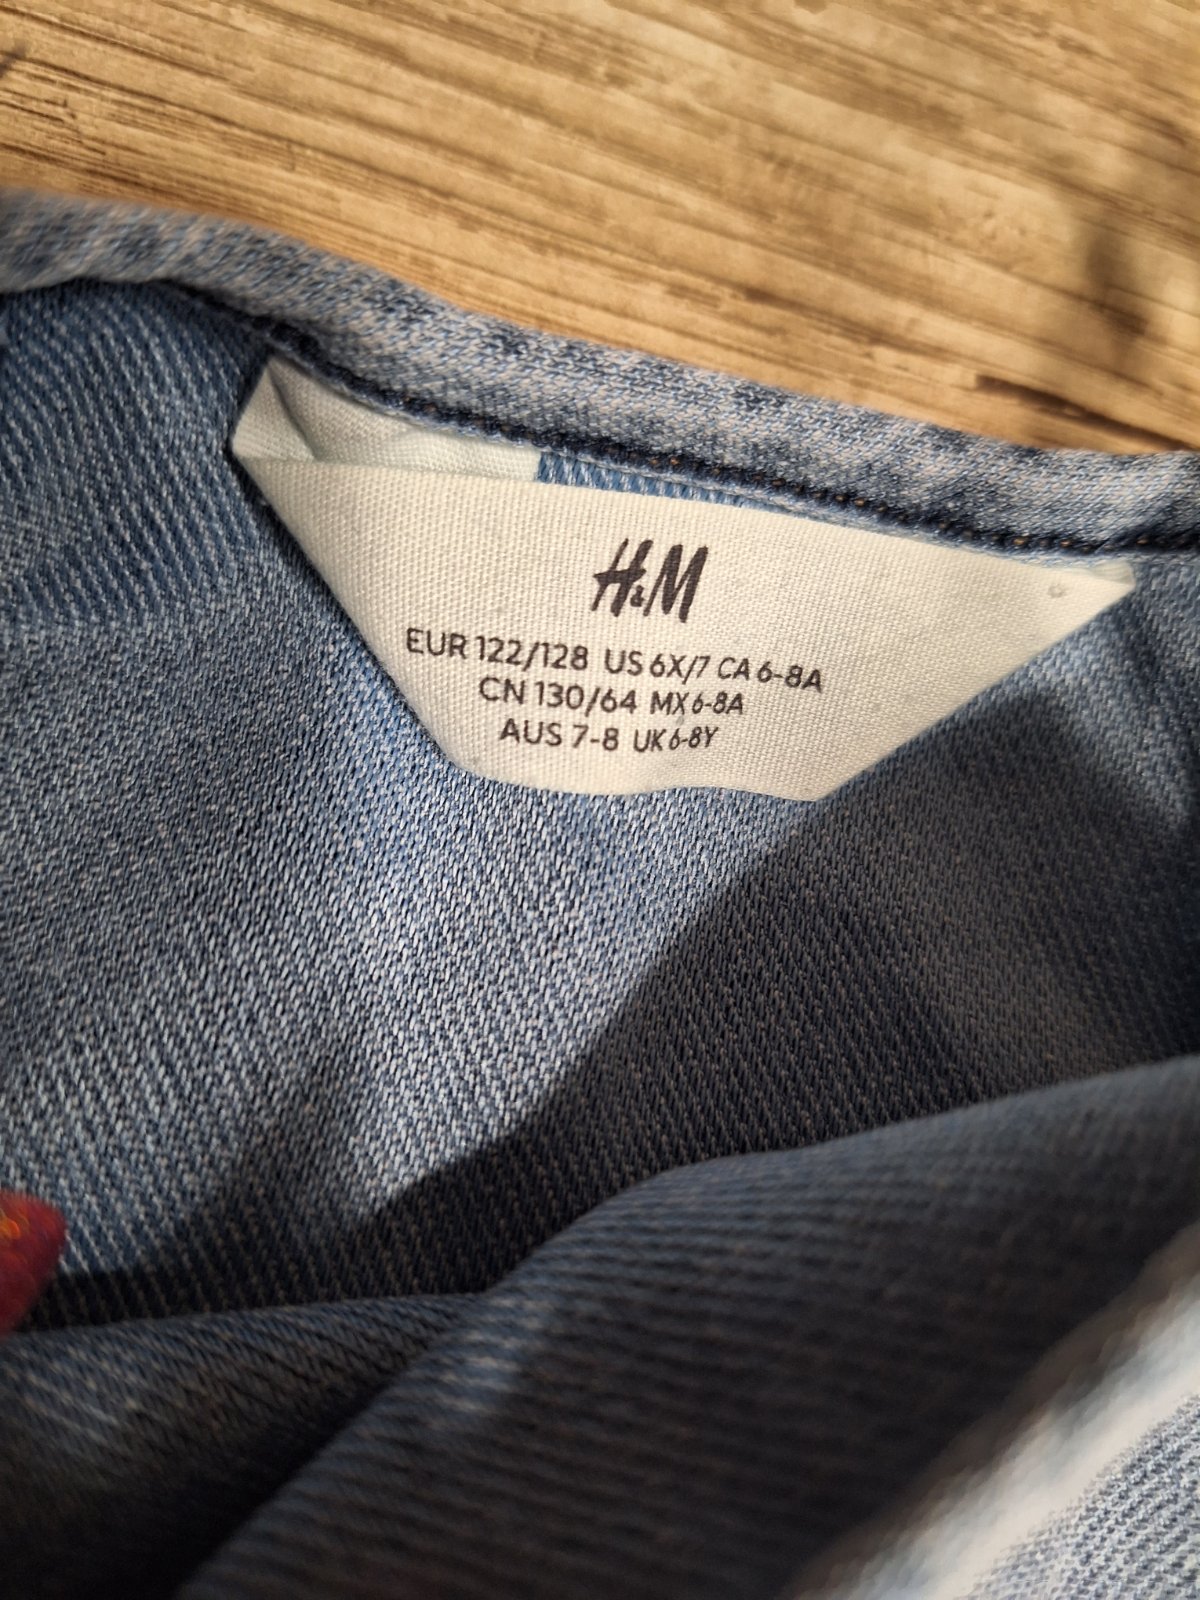 H&M
EUR 122/128 US 6X/7 CA 6-8A
CN 130/64 MX 6-8A
AUS 7-8 UK 6-8Y